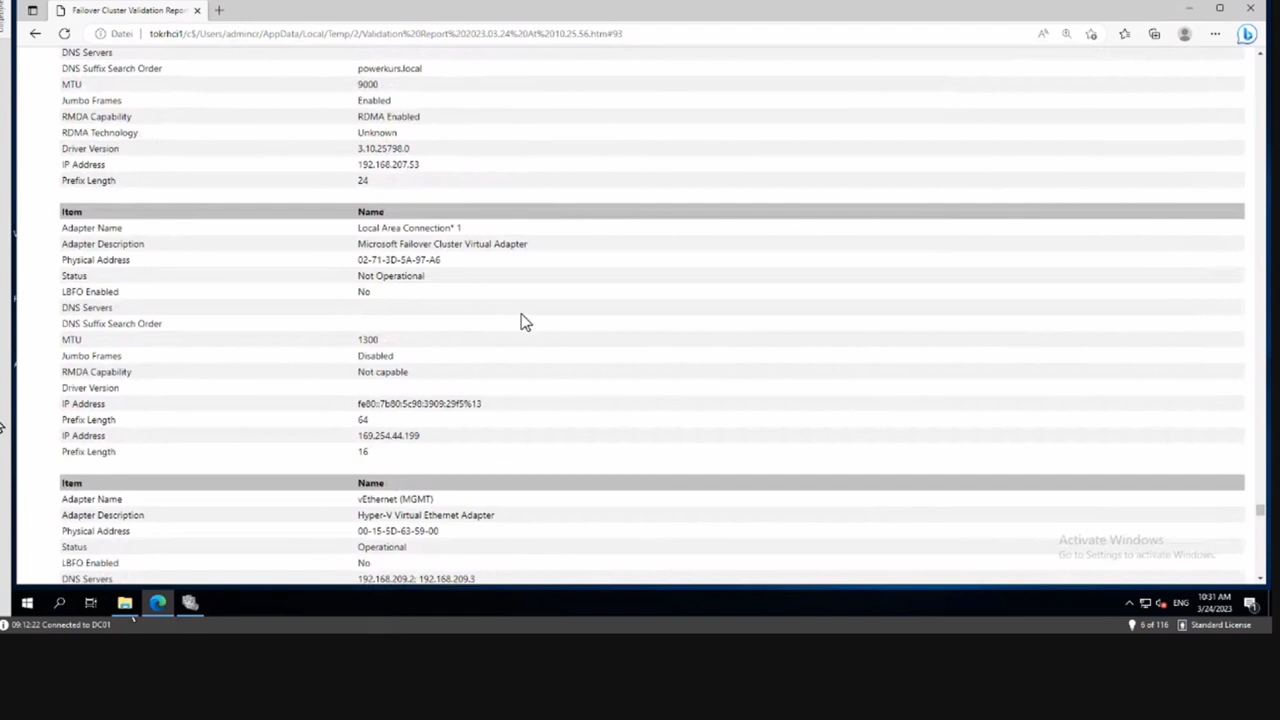 Failover Cluster Validation Repor
Datei tokrhci1/c$/Users/admincr/AppData/Local/Temp/2/Validation%20Report%202023.03.24%20At%2010.25.56.htm#93
DNS Servers
DNS Suffix Search Order powerkurs.local
MTU 9000
Jumbo Frames Enabled
RMDA Capability RDMA Enabled
RDMA Technology Unknown
Driver Version 3.10.25798.0
IP Address 192.168.207.53
Prefix Length 24
Item Name
Adapter Name Local Area Connection* 1
Adapter Description Microsoft Failover Cluster Virtual Adapter
Physical Address 02-71-3D-5A-97-A6
Status Not Operational
LBFO Enabled No
DNS Servers
DNS Suffix Search Order
MTU 1300
Jumbo Frames Disabled
RMDA Capability Not capable
Driver Version
IP Address fe80::7b80:5c98:3909:29f5%13
Prefix Length 64
IP Address 169.254.44.199
Prefix Length 16
Item Name
Adapter Name vEthernet (MGMT)
Adapter Description Hyper-V Virtual Ethernet Adapter
Physical Address 00-15-5D-63-59-00
Status Operational
LBFO Enabled No
DNS Servers 192.168.209.2; 192.168.209.3
Activate Windows
Go to Settings to activate Windows.
ENG
10:31 AM
3/24/2023
09:12:22 Connected to DC01
6 of 116 Standard License